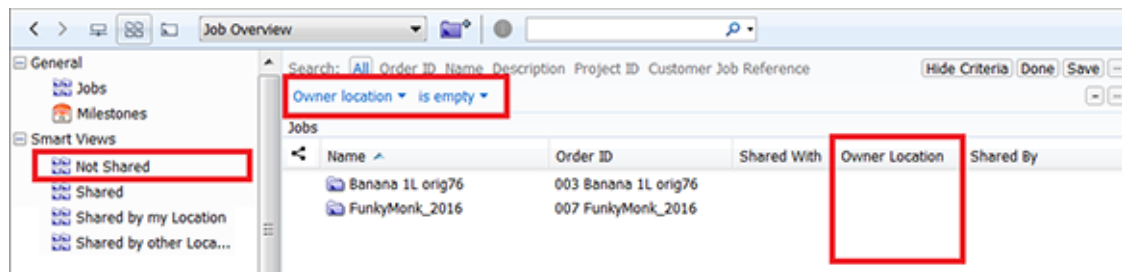 Job Overview
General
Jobs
Milestones
Smart Views
Not Shared
Shared
Shared by my Location
Shared by other Loca...
Search: All Order ID Name Description Project ID Customer Job Reference Hide Criteria Done Save
Owner location is empty
Jobs
Name Order ID Shared With Owner Location Shared By
Banana 1L orig76 003 Banana 1L orig76
FunkyMonk_2016 007 FunkyMonk_2016